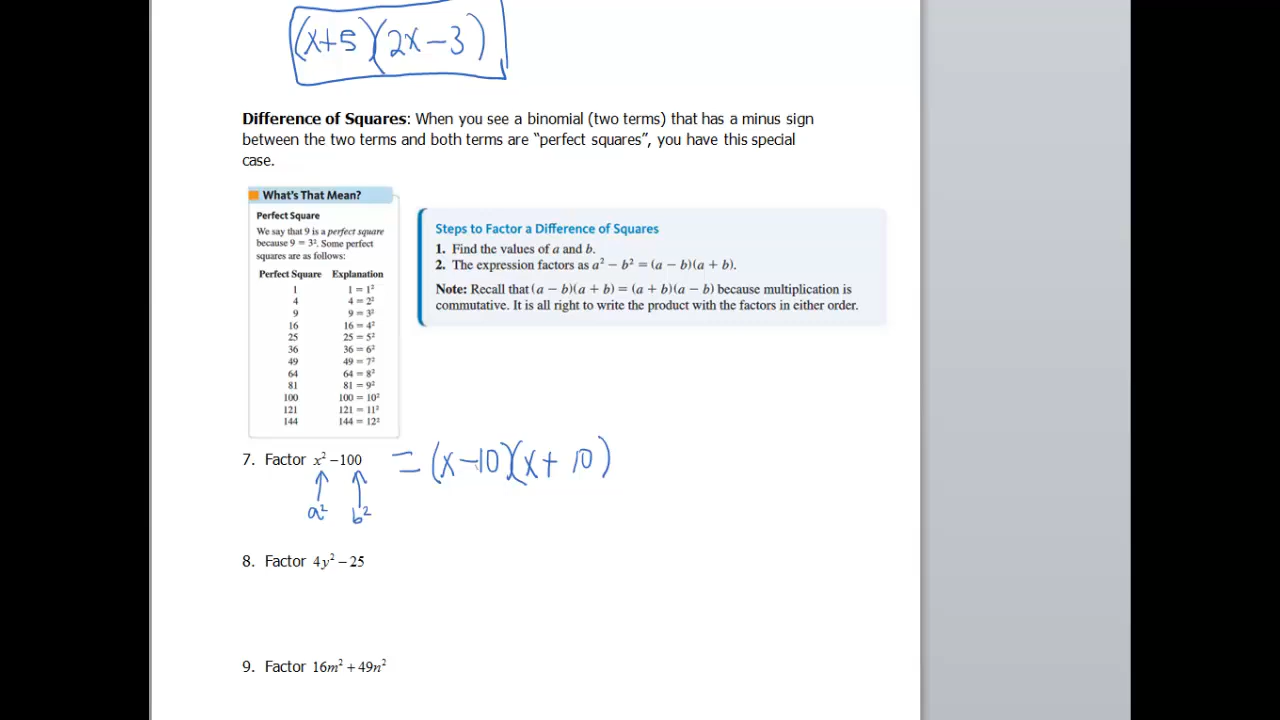 (x+5)(2x-3)
Difference of Squares: When you see a binomial (two terms) that has a minus sign
between the two terms and both terms are “perfect squares”, you have this special
case.
What's That Mean?
Perfect Square
We say that 9 is a perfect square
because 9 = 3². Some perfect
squares are as follows:
Perfect Square Explanation
1 1 = 1²
4 4 = 2²
9 9 = 3²
16 16 = 4²
25 25 = 5²
36 36 = 6²
49 49 = 7²
64 64 = 8²
81 81 = 9²
100 100 = 10²
121 121 = 11²
144 144 = 12²
Steps to Factor a Difference of Squares
1. Find the values of a and b.
2. The expression factors as a² − b² = (a − b)(a + b).
Note: Recall that (a − b)(a + b) = (a + b)(a − b) because multiplication is
commutative. It is all right to write the product with the factors in either order.
7. Factor x² −100 = (x−10)(x+ 10)
a² b²
8. Factor 4y² − 25
9. Factor 16m² + 49n²